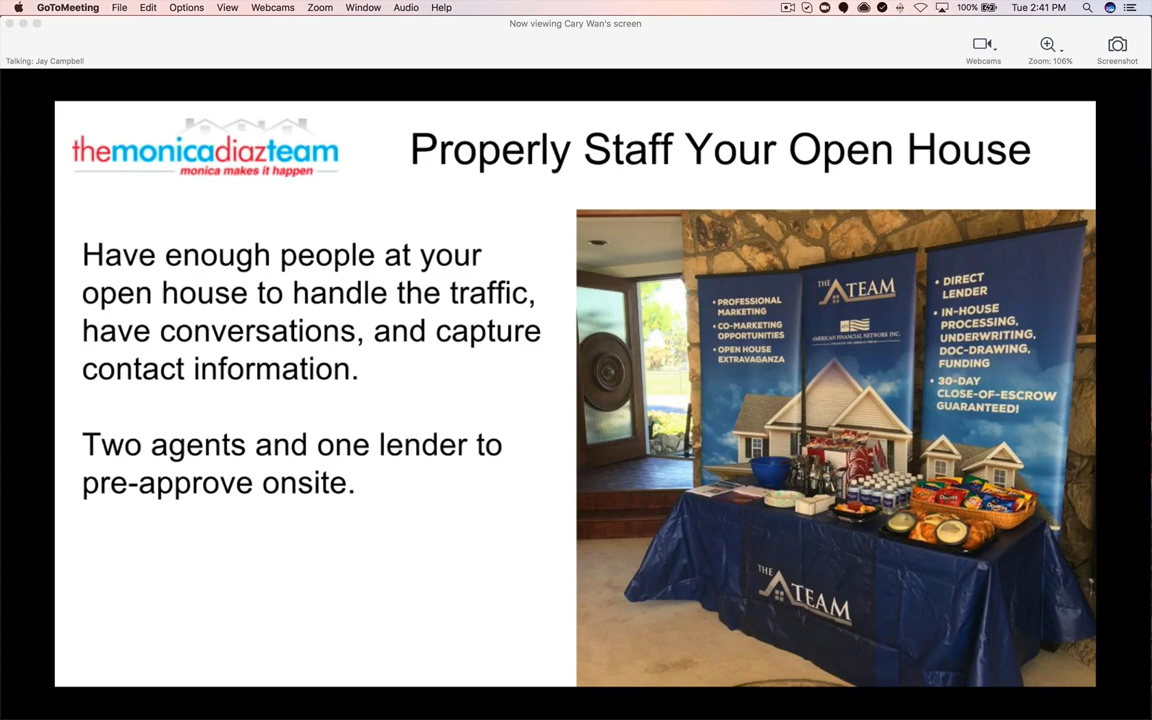 GoToMeeting File Edit Options View Webcams Zoom Window Audio Help
100% Tue 2:41 PM
Now viewing Cary Wan's screen
Talking: Jay Campbell
Webcams Zoom: 106% Screenshot
themonicadiazteam
monica makes it happen
Properly Staff Your Open House
Have enough people at your
open house to handle the traffic,
have conversations, and capture
contact information.
Two agents and one lender to
pre-approve onsite.
• PROFESSIONAL
MARKETING
• CO-MARKETING
OPPORTUNITIES
• OPEN HOUSE
EXTRAVAGANZA
THE
ATEAM
AMERICAN FINANCIAL NETWORK INC.
• DIRECT
LENDER
• IN-HOUSE
PROCESSING,
UNDERWRITING,
DOC-DRAWING,
FUNDING
• 30-DAY
CLOSE-OF-ESCROW
GUARANTEED!
Doritos
THE
ATEAM